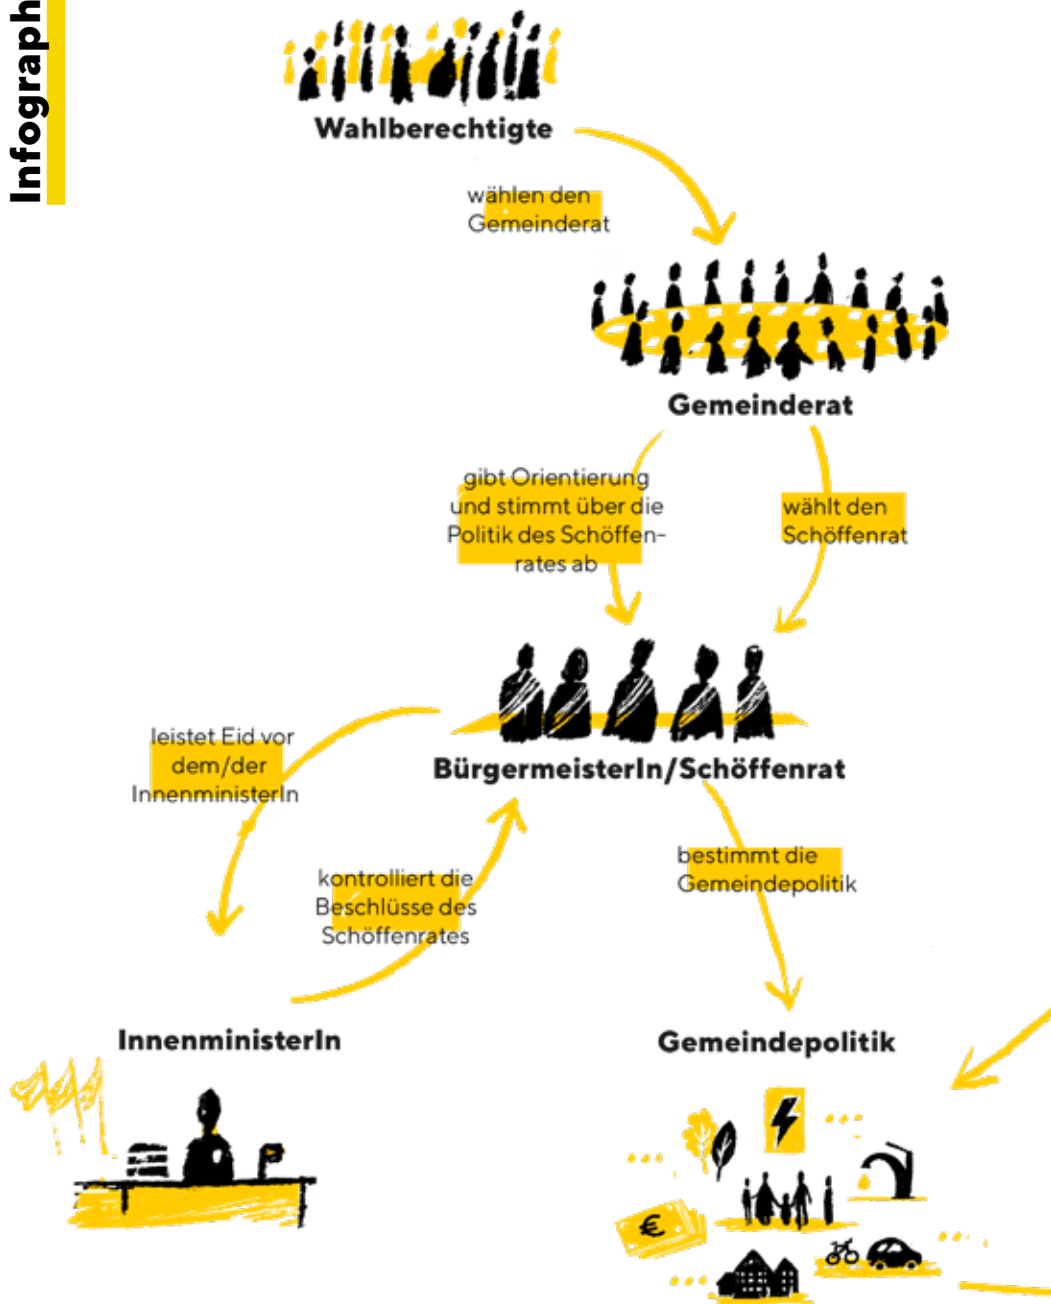 Infograph
Wahlberechtigte
wählen den
Gemeinderat
Gemeinderat
gibt Orientierung
und stimmt über die
Politik des Schöffen-
rates ab
wählt den
Schöffenrat
BürgermeisterIn/Schöffenrat
leistet Eid vor
dem/der
InnenministerIn
kontrolliert die
Beschlüsse des
Schöffenrates
bestimmt die
Gemeindepolitik
InnenministerIn
Gemeindepolitik
€